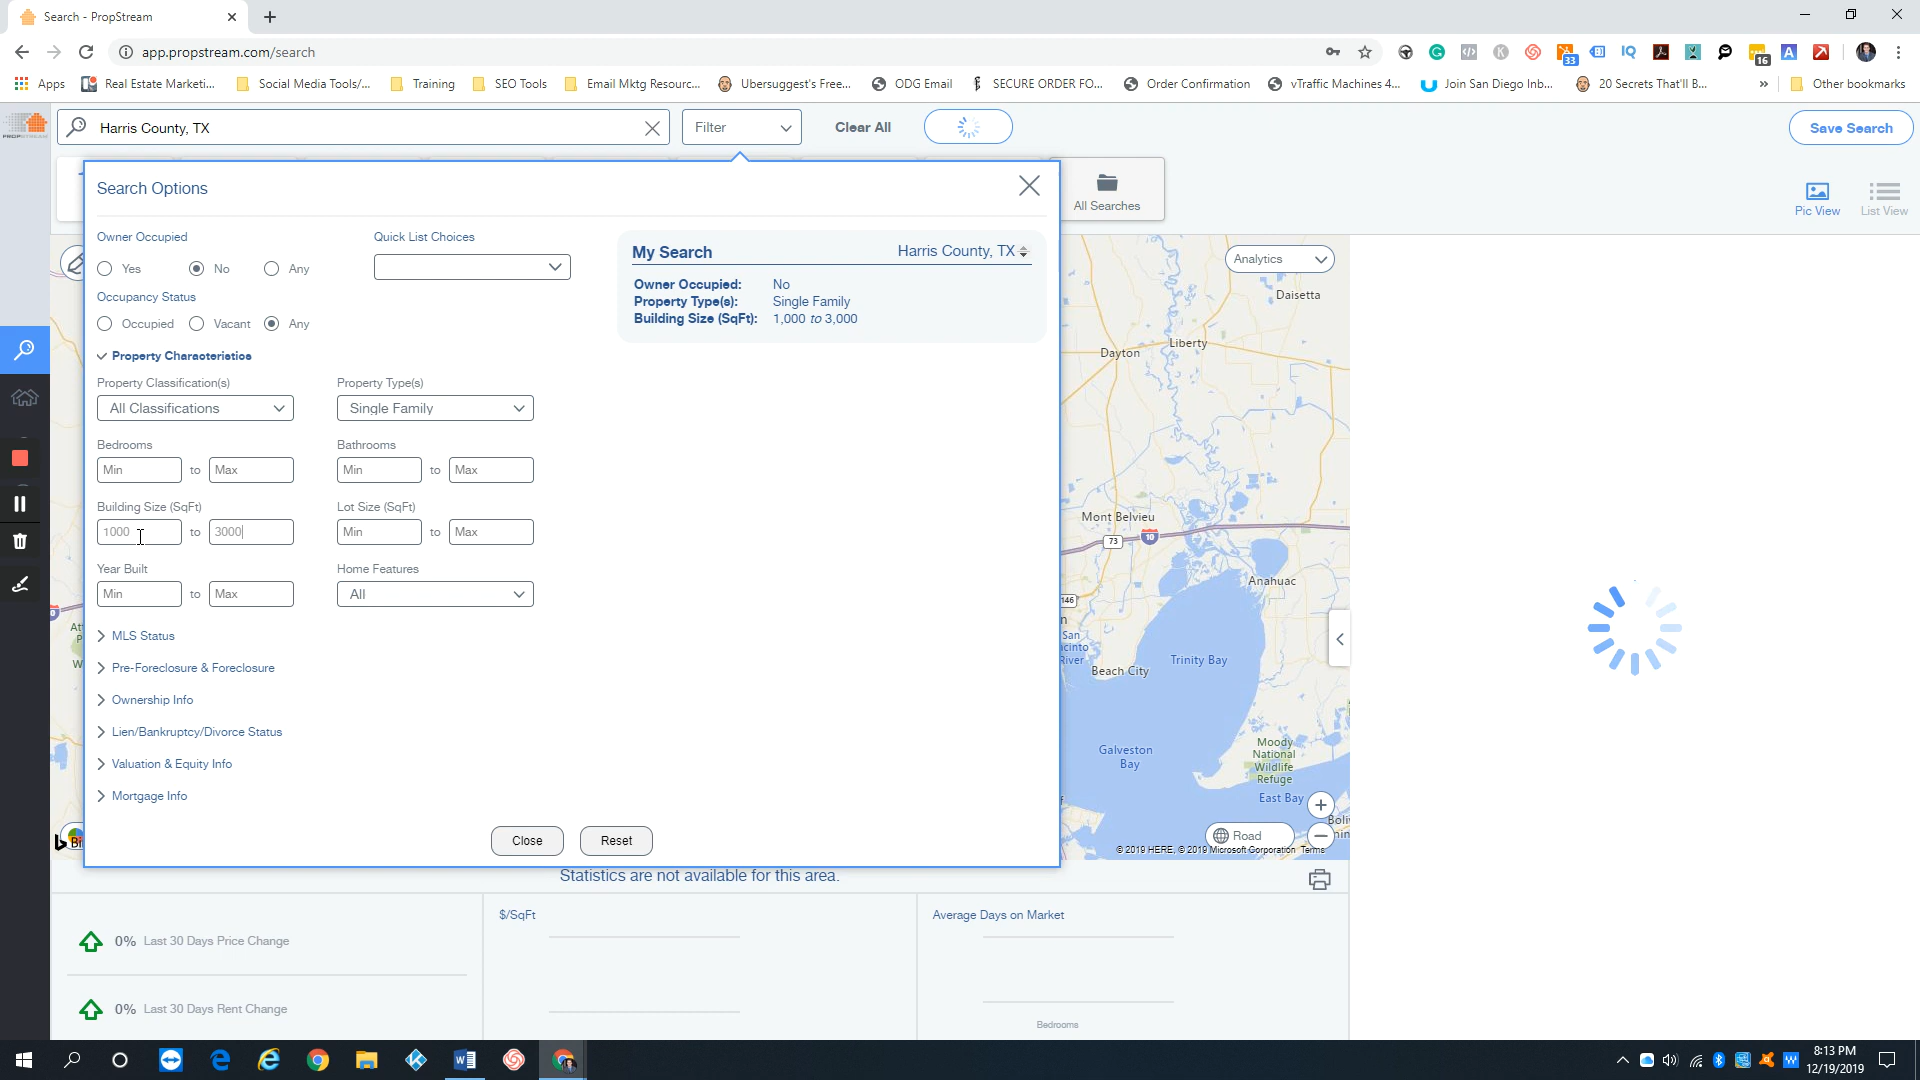 Search - PropStream
app.propstream.com/search
33
16
Apps
Real Estate Marketi...
Social Media Tools/...
Training
SEO Tools
Email Mktg Resourc...
Ubersuggest's Free...
ODG Email
SECURE ORDER FO...
Order Confirmation
vTraffic Machines 4...
Join San Diego Inb...
20 Secrets That'll B...
Other bookmarks
PROPSTREAM
Harris County, TX
Filter
Clear All
Save Search
All Searches
Pic View
List View
Search Options
Owner Occupied
Yes
No
Any
Quick List Choices
Occupancy Status
Occupied
Vacant
Any
My Search
Harris County, TX
Owner Occupied: No
Property Type(s): Single Family
Building Size (SqFt): 1,000 to 3,000
Property Characteristics
Property Classification(s)
Property Type(s)
All Classifications
Single Family
Bedrooms
Bathrooms
Min to Max
Min to Max
Building Size (SqFt)
Lot Size (SqFt)
1000 to 3000
Min to Max
Year Built
Home Features
Min to Max
All
MLS Status
Pre-Foreclosure & Foreclosure
Ownership Info
Lien/Bankruptcy/Divorce Status
Valuation & Equity Info
Mortgage Info
Close
Reset
Analytics
Daisetta
Liberty
Dayton
Mont Belvieu
10
73
Anahuac
146
San
River
Beach City
Trinity Bay
Galveston
Bay
Moody
National
Wildlife
Refuge
East Bay
Road
© 2019 HERE, © 2019 Microsoft Corporation Terms
Statistics are not available for this area.
0% Last 30 Days Price Change
0% Last 30 Days Rent Change
$/SqFt
Average Days on Market
Bedrooms
8:13 PM
12/19/2019